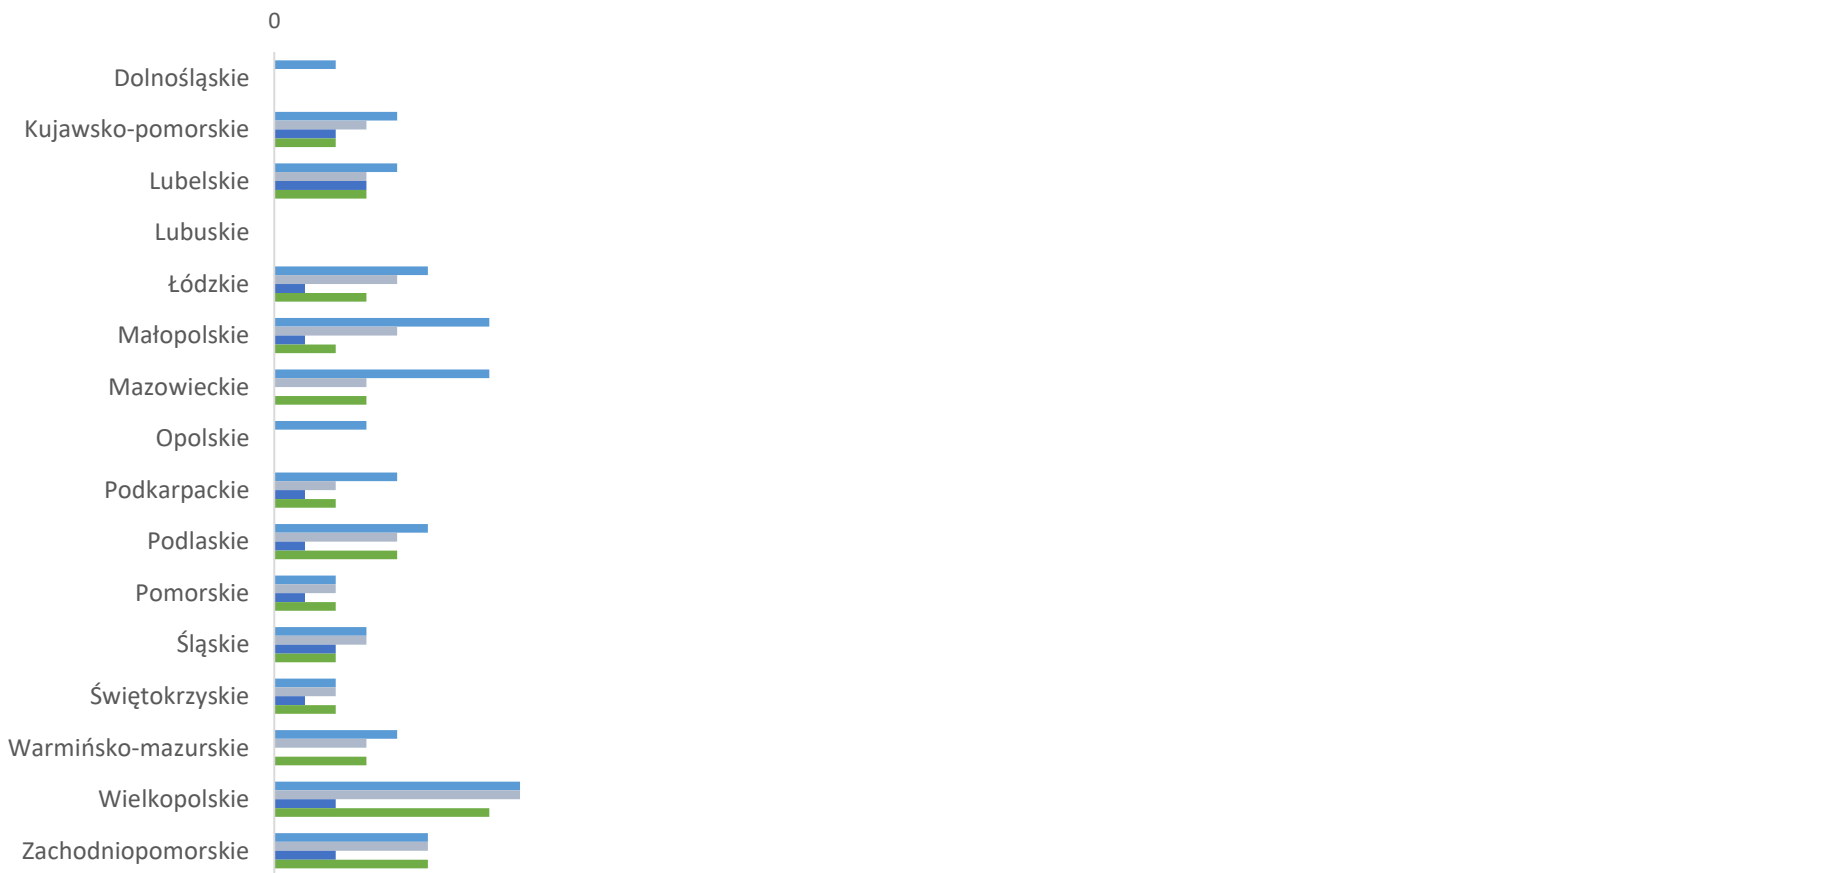 0
Dolnośląskie
Kujawsko-pomorskie
Lubelskie
Lubuskie
Łódzkie
Małopolskie
Mazowieckie
Opolskie
Podkarpackie
Podlaskie
Pomorskie
Śląskie
Świętokrzyskie
Warmińsko-mazurskie
Wielkopolskie
Zachodniopomorskie